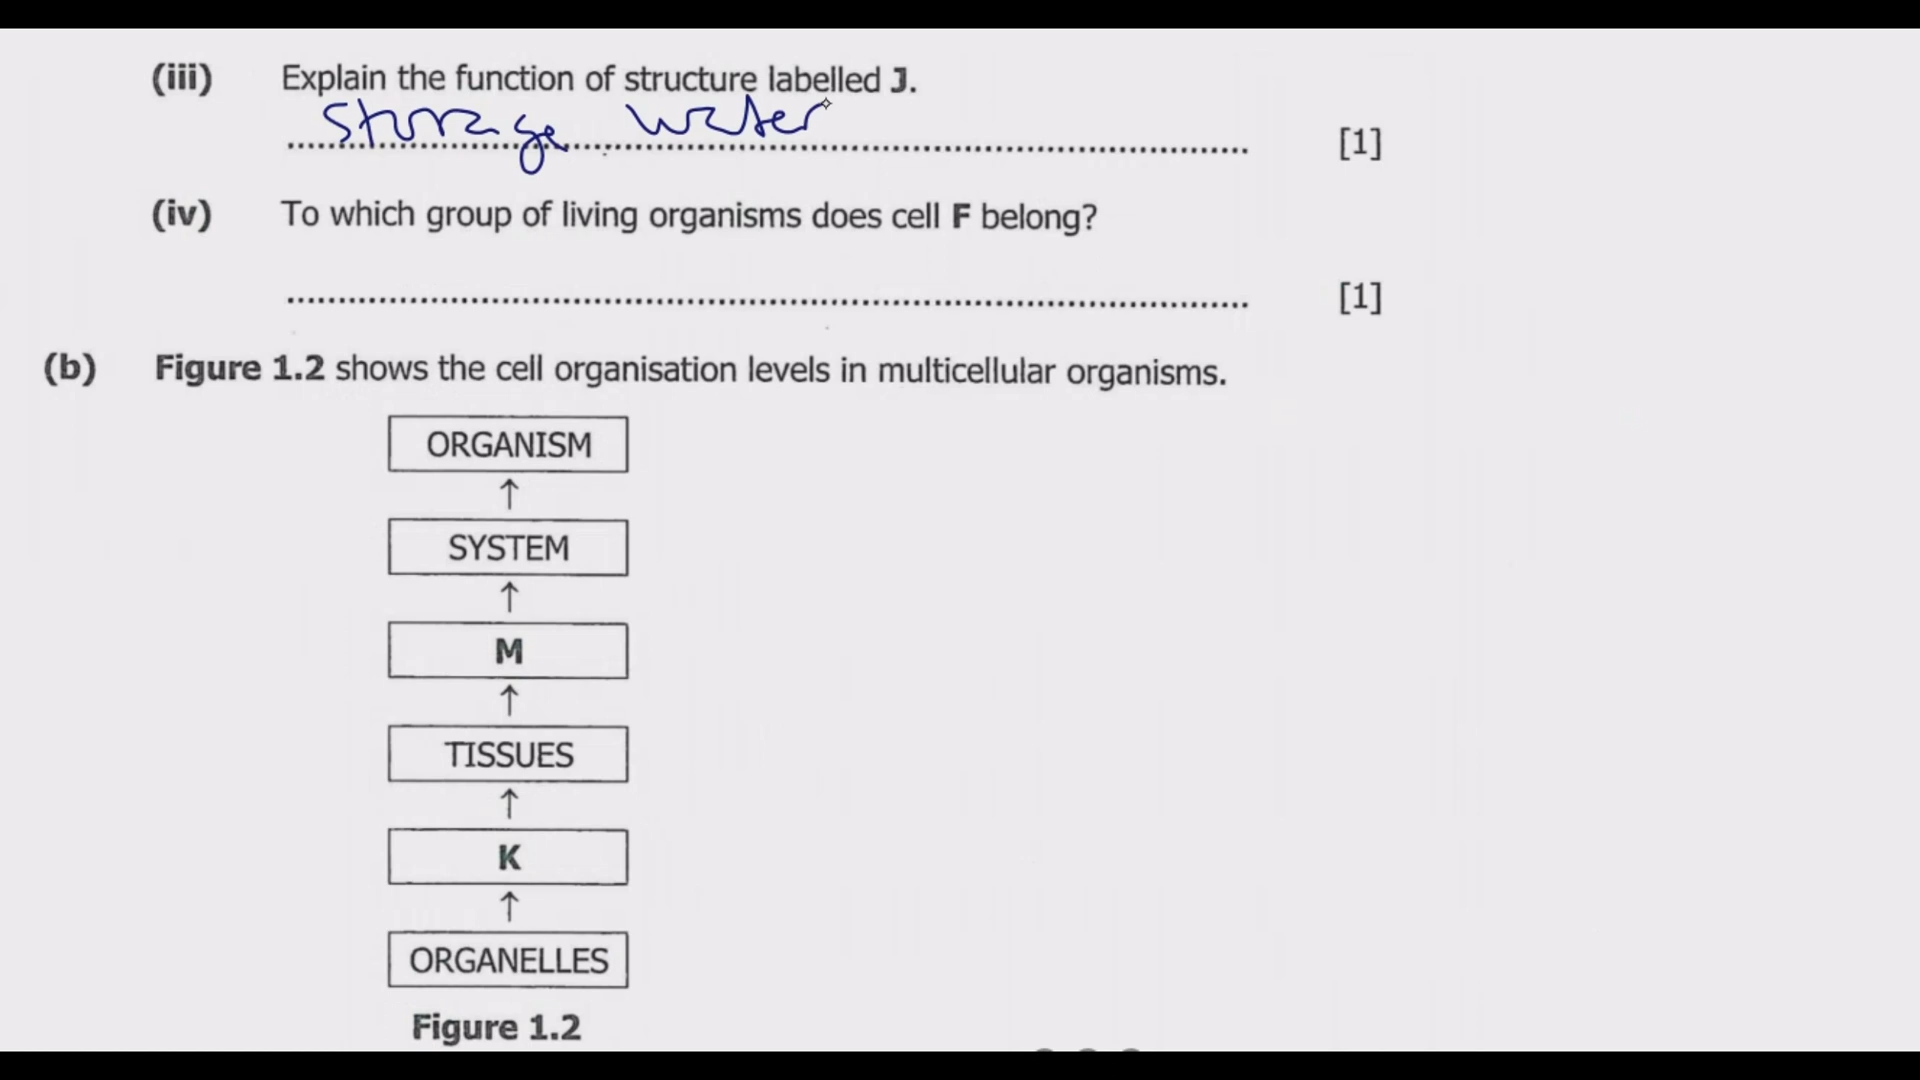 (iii) Explain the function of structure labelled J.
storage water
[1]
(iv) To which group of living organisms does cell F belong?
[1]
(b) Figure 1.2 shows the cell organisation levels in multicellular organisms.
ORGANISM
↑
SYSTEM
↑
M
↑
TISSUES
↑
K
↑
ORGANELLES
Figure 1.2